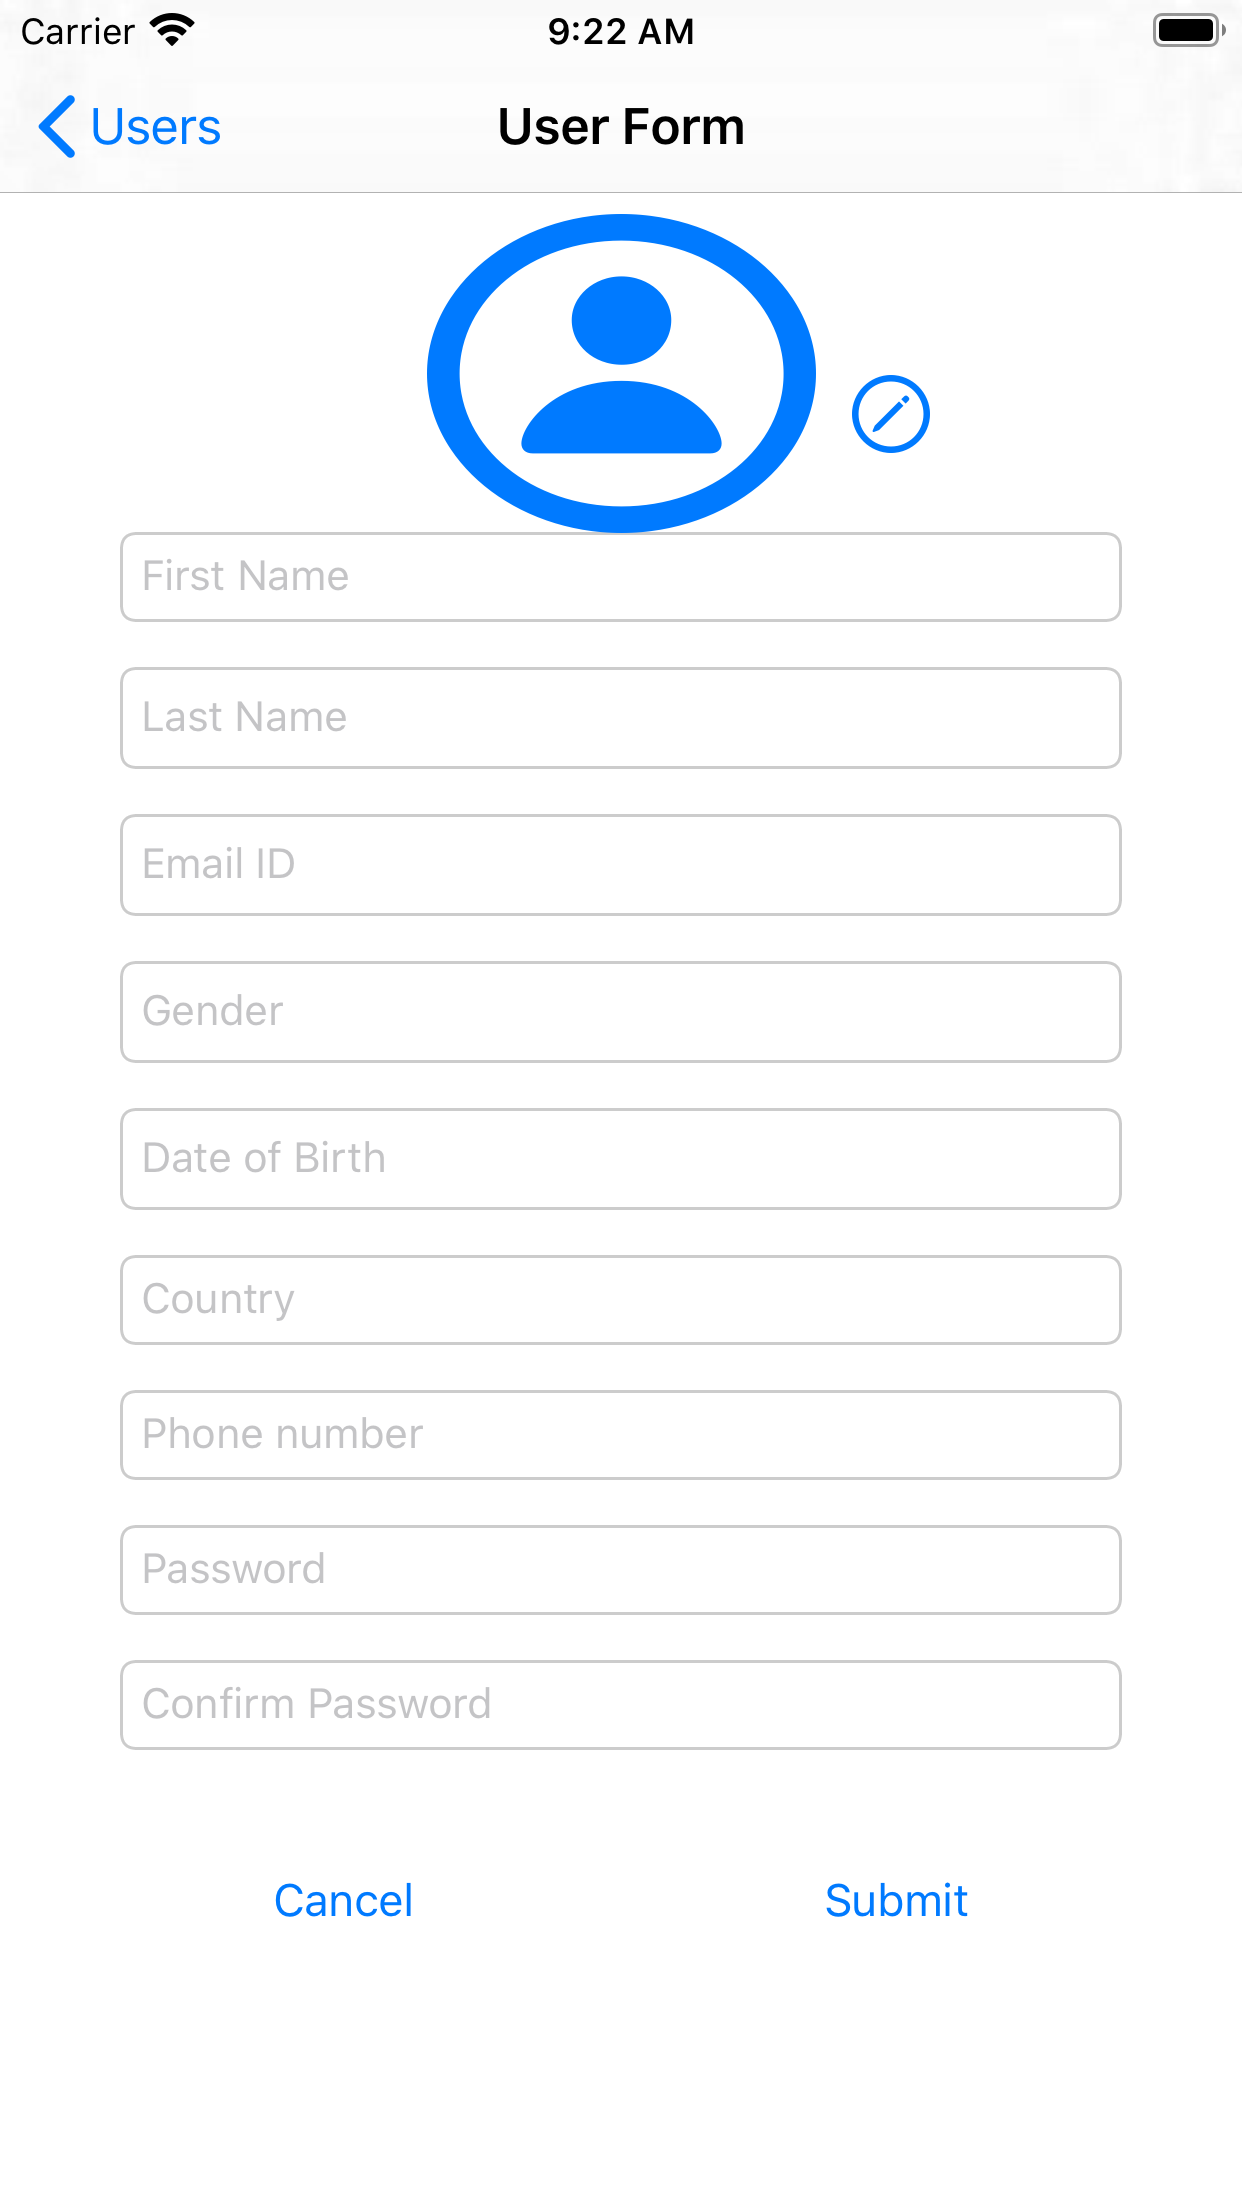 Carrier 9:22 AM
Users User Form
First Name
Last Name
Email ID
Gender
Date of Birth
Country
Phone number
Password
Confirm Password
Cancel Submit